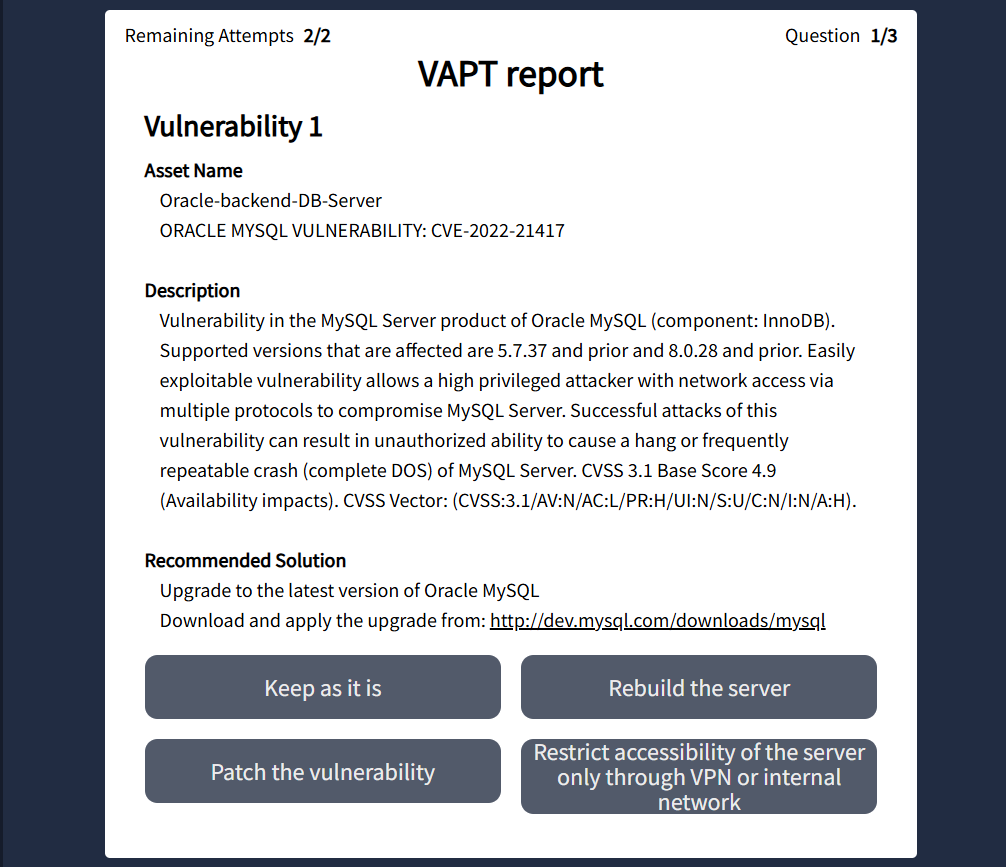 Remaining Attempts 2/2
Question 1/3
VAPT report
Vulnerability 1
Asset Name
Oracle-backend-DB-Server
ORACLE MYSQL VULNERABILITY: CVE-2022-21417
Description
Vulnerability in the MySQL Server product of Oracle MySQL (component: InnoDB).
Supported versions that are affected are 5.7.37 and prior and 8.0.28 and prior. Easily
exploitable vulnerability allows a high privileged attacker with network access via
multiple protocols to compromise MySQL Server. Successful attacks of this
vulnerability can result in unauthorized ability to cause a hang or frequently
repeatable crash (complete DOS) of MySQL Server. CVSS 3.1 Base Score 4.9
(Availability impacts). CVSS Vector: (CVSS:3.1/AV:N/AC:L/PR:H/UI:N/S:U/C:N/I:N/A:H).
Recommended Solution
Upgrade to the latest version of Oracle MySQL
Download and apply the upgrade from: http://dev.mysql.com/downloads/mysql
Keep as it is
Rebuild the server
Patch the vulnerability
Restrict accessibility of the server
only through VPN or internal
network